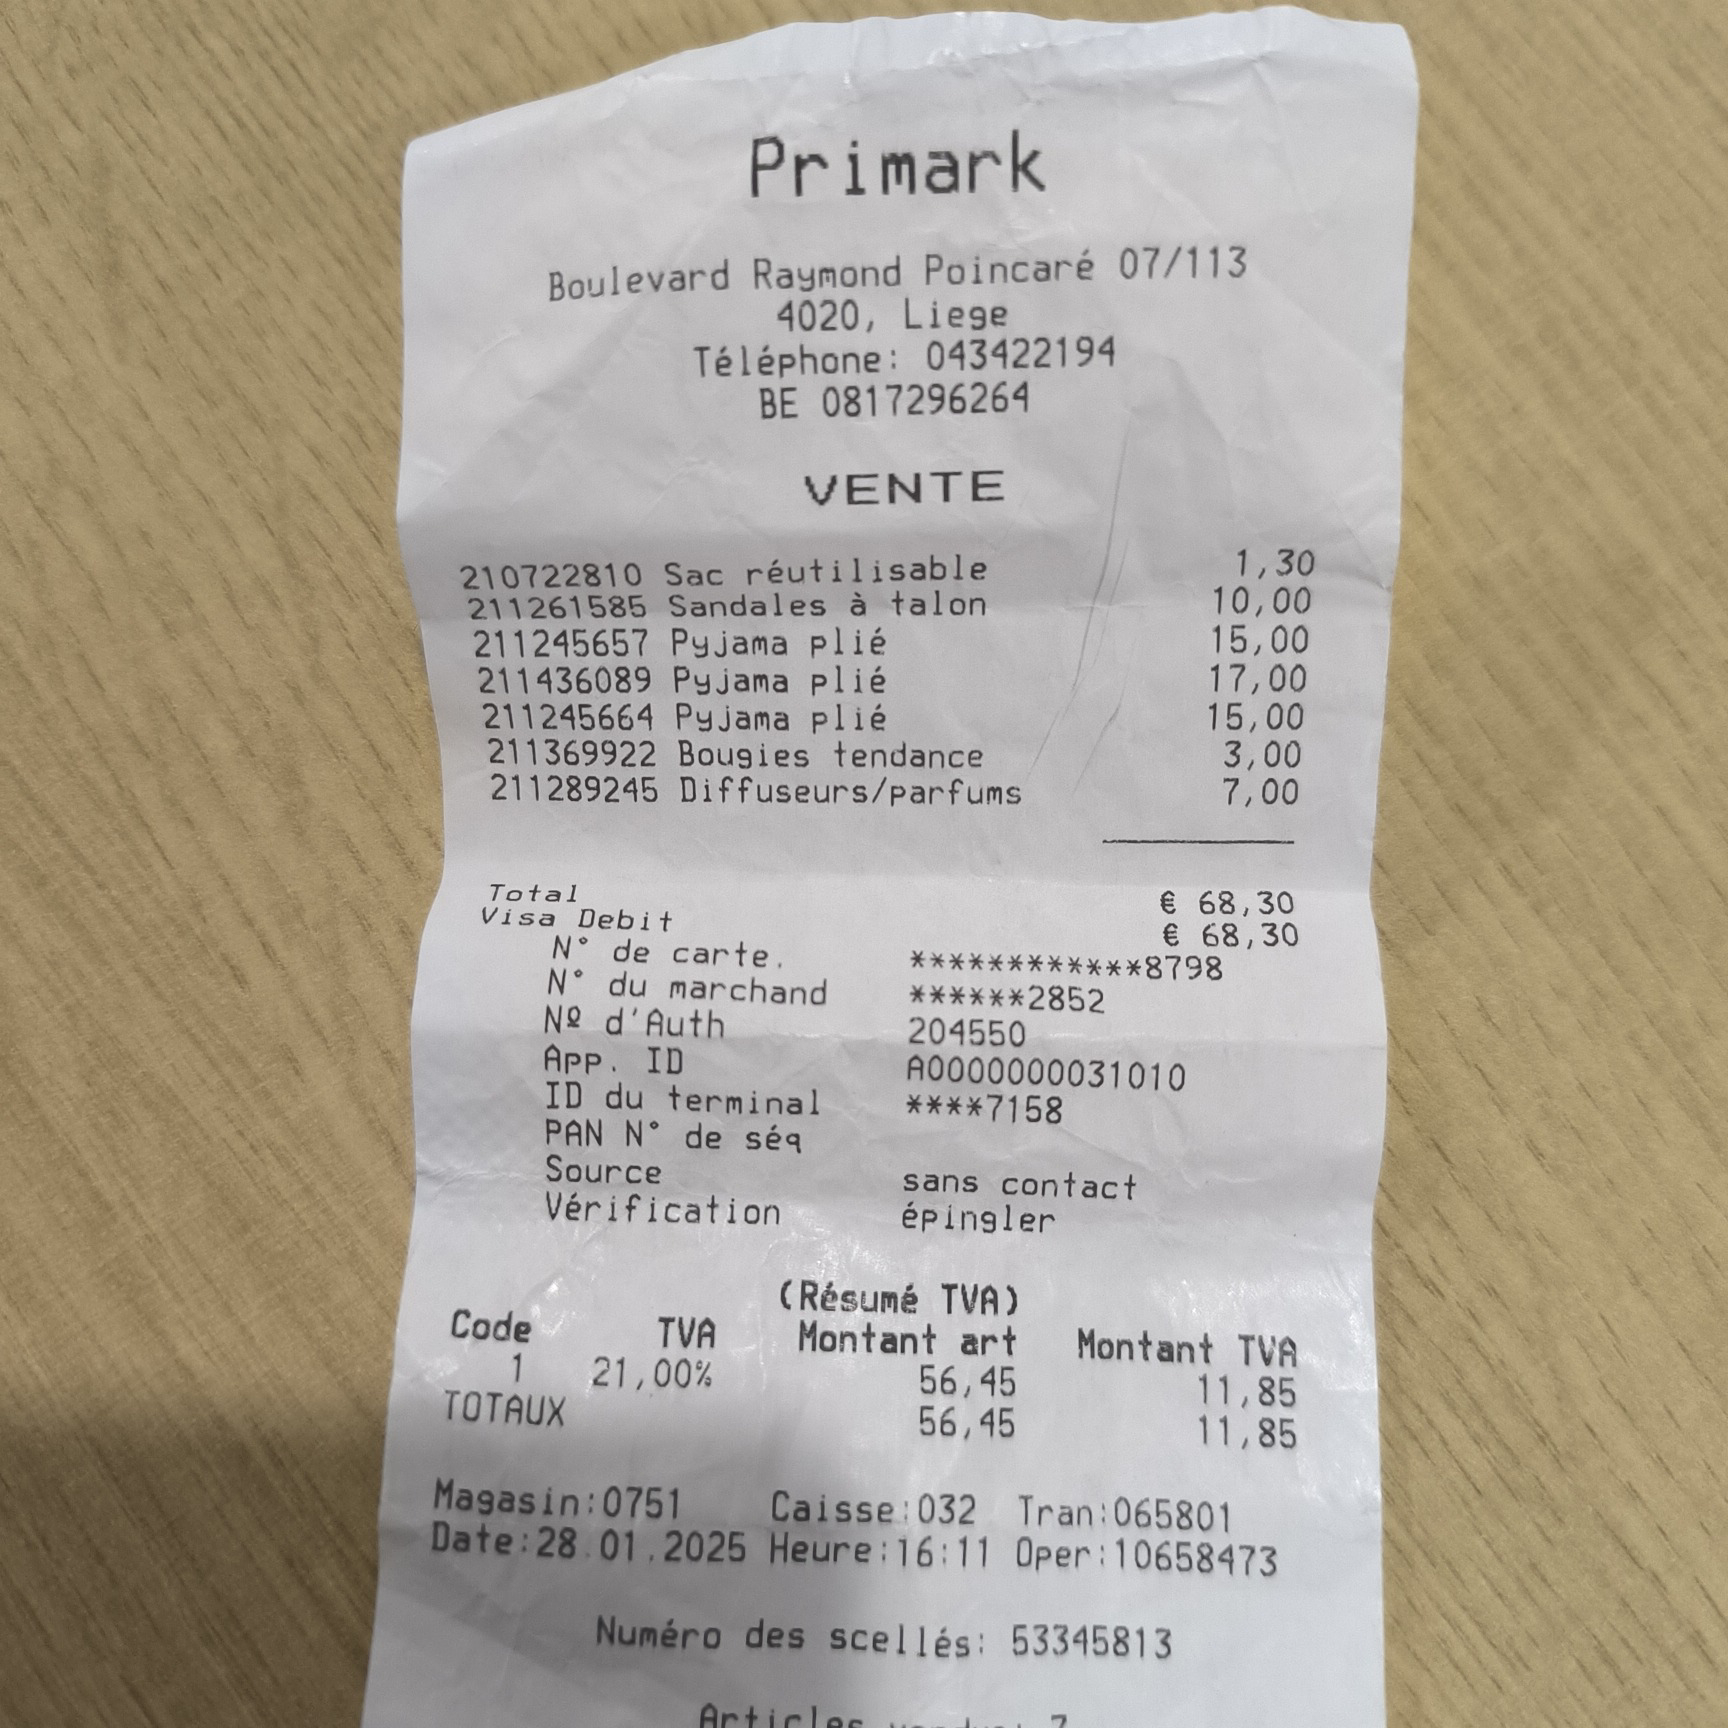 Primark
Boulevard Raymond Poincaré 07/113
4020, Liege
Téléphone: 043422194
BE 0817296264
VENTE
210722810 Sac réutilisable 1,30
211261585 Sandales à talon 10,00
211245657 Pyjama plié 15,00
211436089 Pyjama plié 17,00
211245664 Pyjama plié 15,00
211369922 Bougies tendance 3,00
211289245 Diffuseurs/parfums 7,00
Total € 68,30
Visa Debit € 68,30
N° de carte. ************8798
N° du marchand ******2852
Nº d'Auth 204550
App. ID A0000000031010
ID du terminal ****7158
PAN N° de séq
Source sans contact
Vérification épingler
(Résumé TVA)
Code TVA Montant art Montant TVA
1 21,00% 56,45 11,85
TOTAUX 56,45 11,85
Magasin:0751 Caisse:032 Tran:065801
Date:28.01.2025 Heure:16:11 Oper:10658473
Numéro des scellés: 53345813
Articles